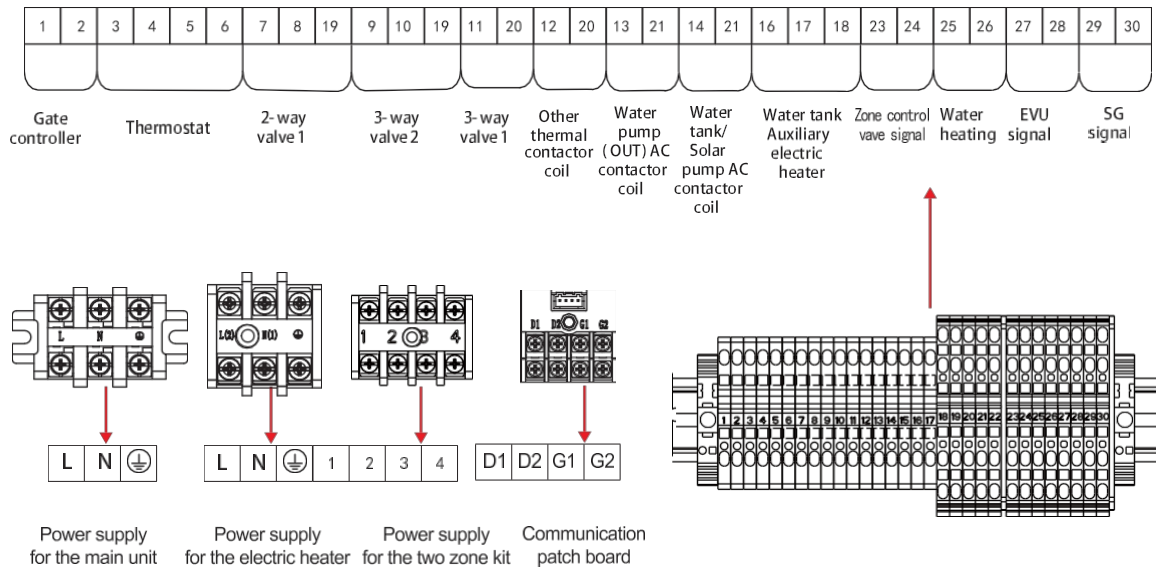 1 2 3 4 5 6 7 8 19 9 10 19 11 20 12 20 13 21 14 21 16 17 18 23 24 25 26 27 28 29 30
Gate
controller
Thermostat
2-way
valve 1
3-way
valve 2
3-way
valve 1
Other
thermal
contactor
coil
Water
pump
(OUT) AC
contactor
coil
Water
tank/
Solar
pump AC
contactor
coil
Water tank
Auxiliary
electric
heater
Zone control
vave signal
Water
heating
EVU
signal
SG
signal
L N
L(2) N(1)
1 2 3 4
D1 D2 G1 G2
1 2 3 4 5 6 7 8 9 10 11 12 13 14 15 16 17 18 19 20 21 22 23 24 25 26 27 28 29 30
L N
L N 1 2 3 4
D1 D2 G1 G2
Power supply
for the main unit
Power supply
for the electric heater
Power supply
for the two zone kit
Communication
patch board